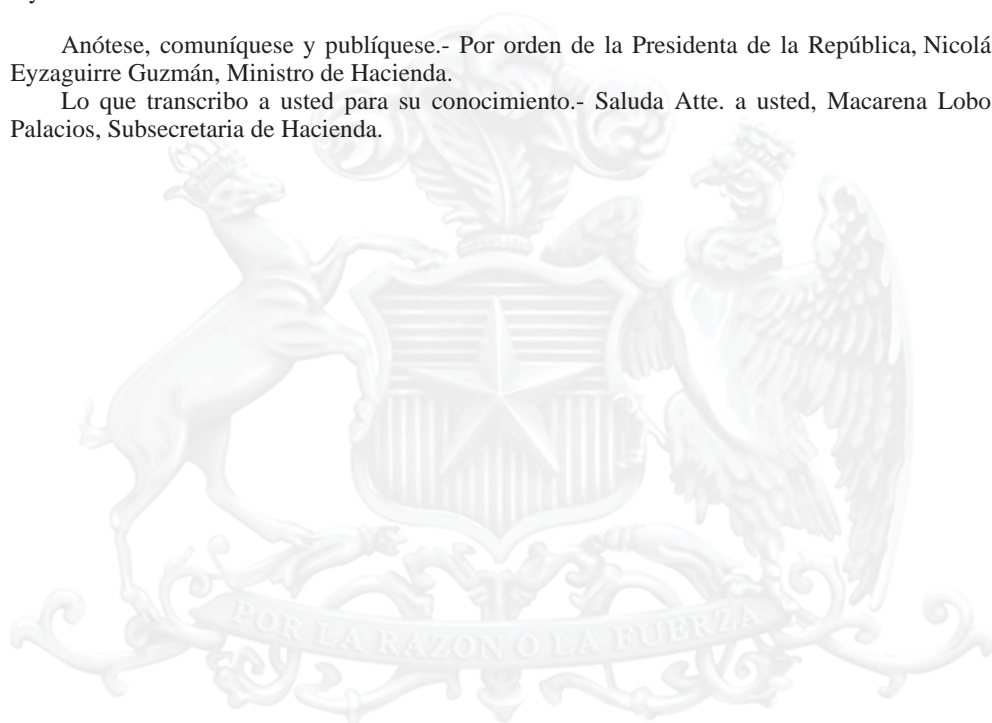 Anótese, comuníquese y publíquese.- Por orden de la Presidenta de la República, Nicolá
Eyzaguirre Guzmán, Ministro de Hacienda.
Lo que transcribo a usted para su conocimiento.- Saluda Atte. a usted, Macarena Lobo
Palacios, Subsecretaria de Hacienda.
POR LA RAZON O LA FUERZA